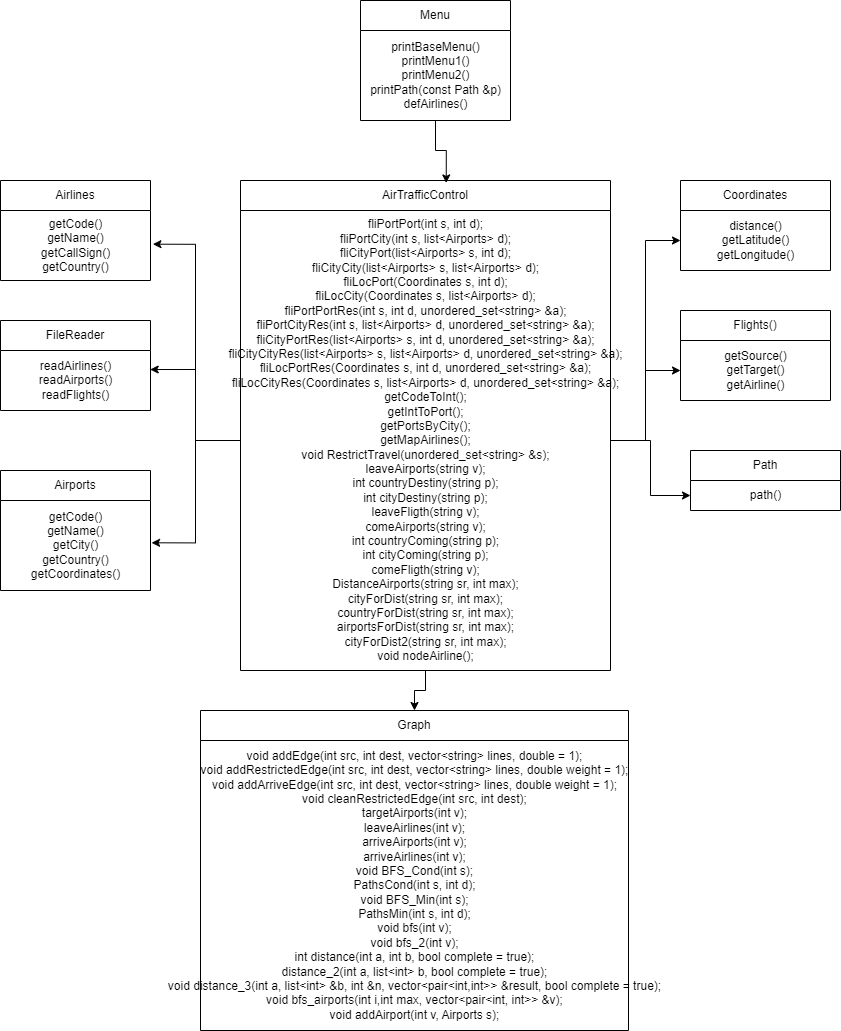 Menu
printBaseMenu()
printMenu1()
printMenu2()
printPath(const Path &p)
defAirlines()
Airlines
getCode()
getName()
getCallSign()
getCountry()
FileReader
readAirlines()
readAirports()
readFlights()
Airports
getCode()
getName()
getCity()
getCountry()
getCoordinates()
AirTrafficControl
fliPortPort(int s, int d);
fliPortCity(int s, list<Airports> d);
fliCityPort(list<Airports> s, int d);
fliCityCity(list<Airports> s, list<Airports> d);
fliLocPort(Coordinates s, int d);
fliLocCity(Coordinates s, list<Airports> d);
fliPortPortRes(int s, int d, unordered_set<string> &a);
fliPortCityRes(int s, list<Airports> d, unordered_set<string> &a);
fliCityPortRes(list<Airports> s, int d, unordered_set<string> &a);
fliCityCityRes(list<Airports> s, list<Airports> d, unordered_set<string> &a);
fliLocPortRes(Coordinates s, int d, unordered_set<string> &a);
fliLocCityRes(Coordinates s, list<Airports> d, unordered_set<string> &a);
getCodeToInt();
getIntToPort();
getPortsByCity();
getMapAirlines();
void RestrictTravel(unordered_set<string> &s);
leaveAirports(string v);
int countryDestiny(string p);
int cityDestiny(string p);
leaveFligth(string v);
comeAirports(string v);
int countryComing(string p);
int cityComing(string p);
comeFligth(string v);
DistanceAirports(string sr, int max);
cityForDist(string sr, int max);
countryForDist(string sr, int max);
airportsForDist(string sr, int max);
cityForDist2(string sr, int max);
void nodeAirline();
Coordinates
distance()
getLatitude()
getLongitude()
Flights()
getSource()
getTarget()
getAirline()
Path
path()
Graph
void addEdge(int src, int dest, vector<string> lines, double = 1);
void addRestrictedEdge(int src, int dest, vector<string> lines, double weight = 1);
void addArriveEdge(int src, int dest, vector<string> lines, double weight = 1);
void cleanRestrictedEdge(int src, int dest);
targetAirports(int v);
leaveAirlines(int v);
arriveAirports(int v);
arriveAirlines(int v);
void BFS_Cond(int s);
PathsCond(int s, int d);
void BFS_Min(int s);
PathsMin(int s, int d);
void bfs(int v);
void bfs_2(int v);
int distance(int a, int b, bool complete = true);
distance_2(int a, list<int> b, bool complete = true);
void distance_3(int a, list<int> &b, int &n, vector<pair<int,int>> &result, bool complete = true);
void bfs_airports(int i,int max, vector<pair<int, int>> &v);
void addAirport(int v, Airports s);